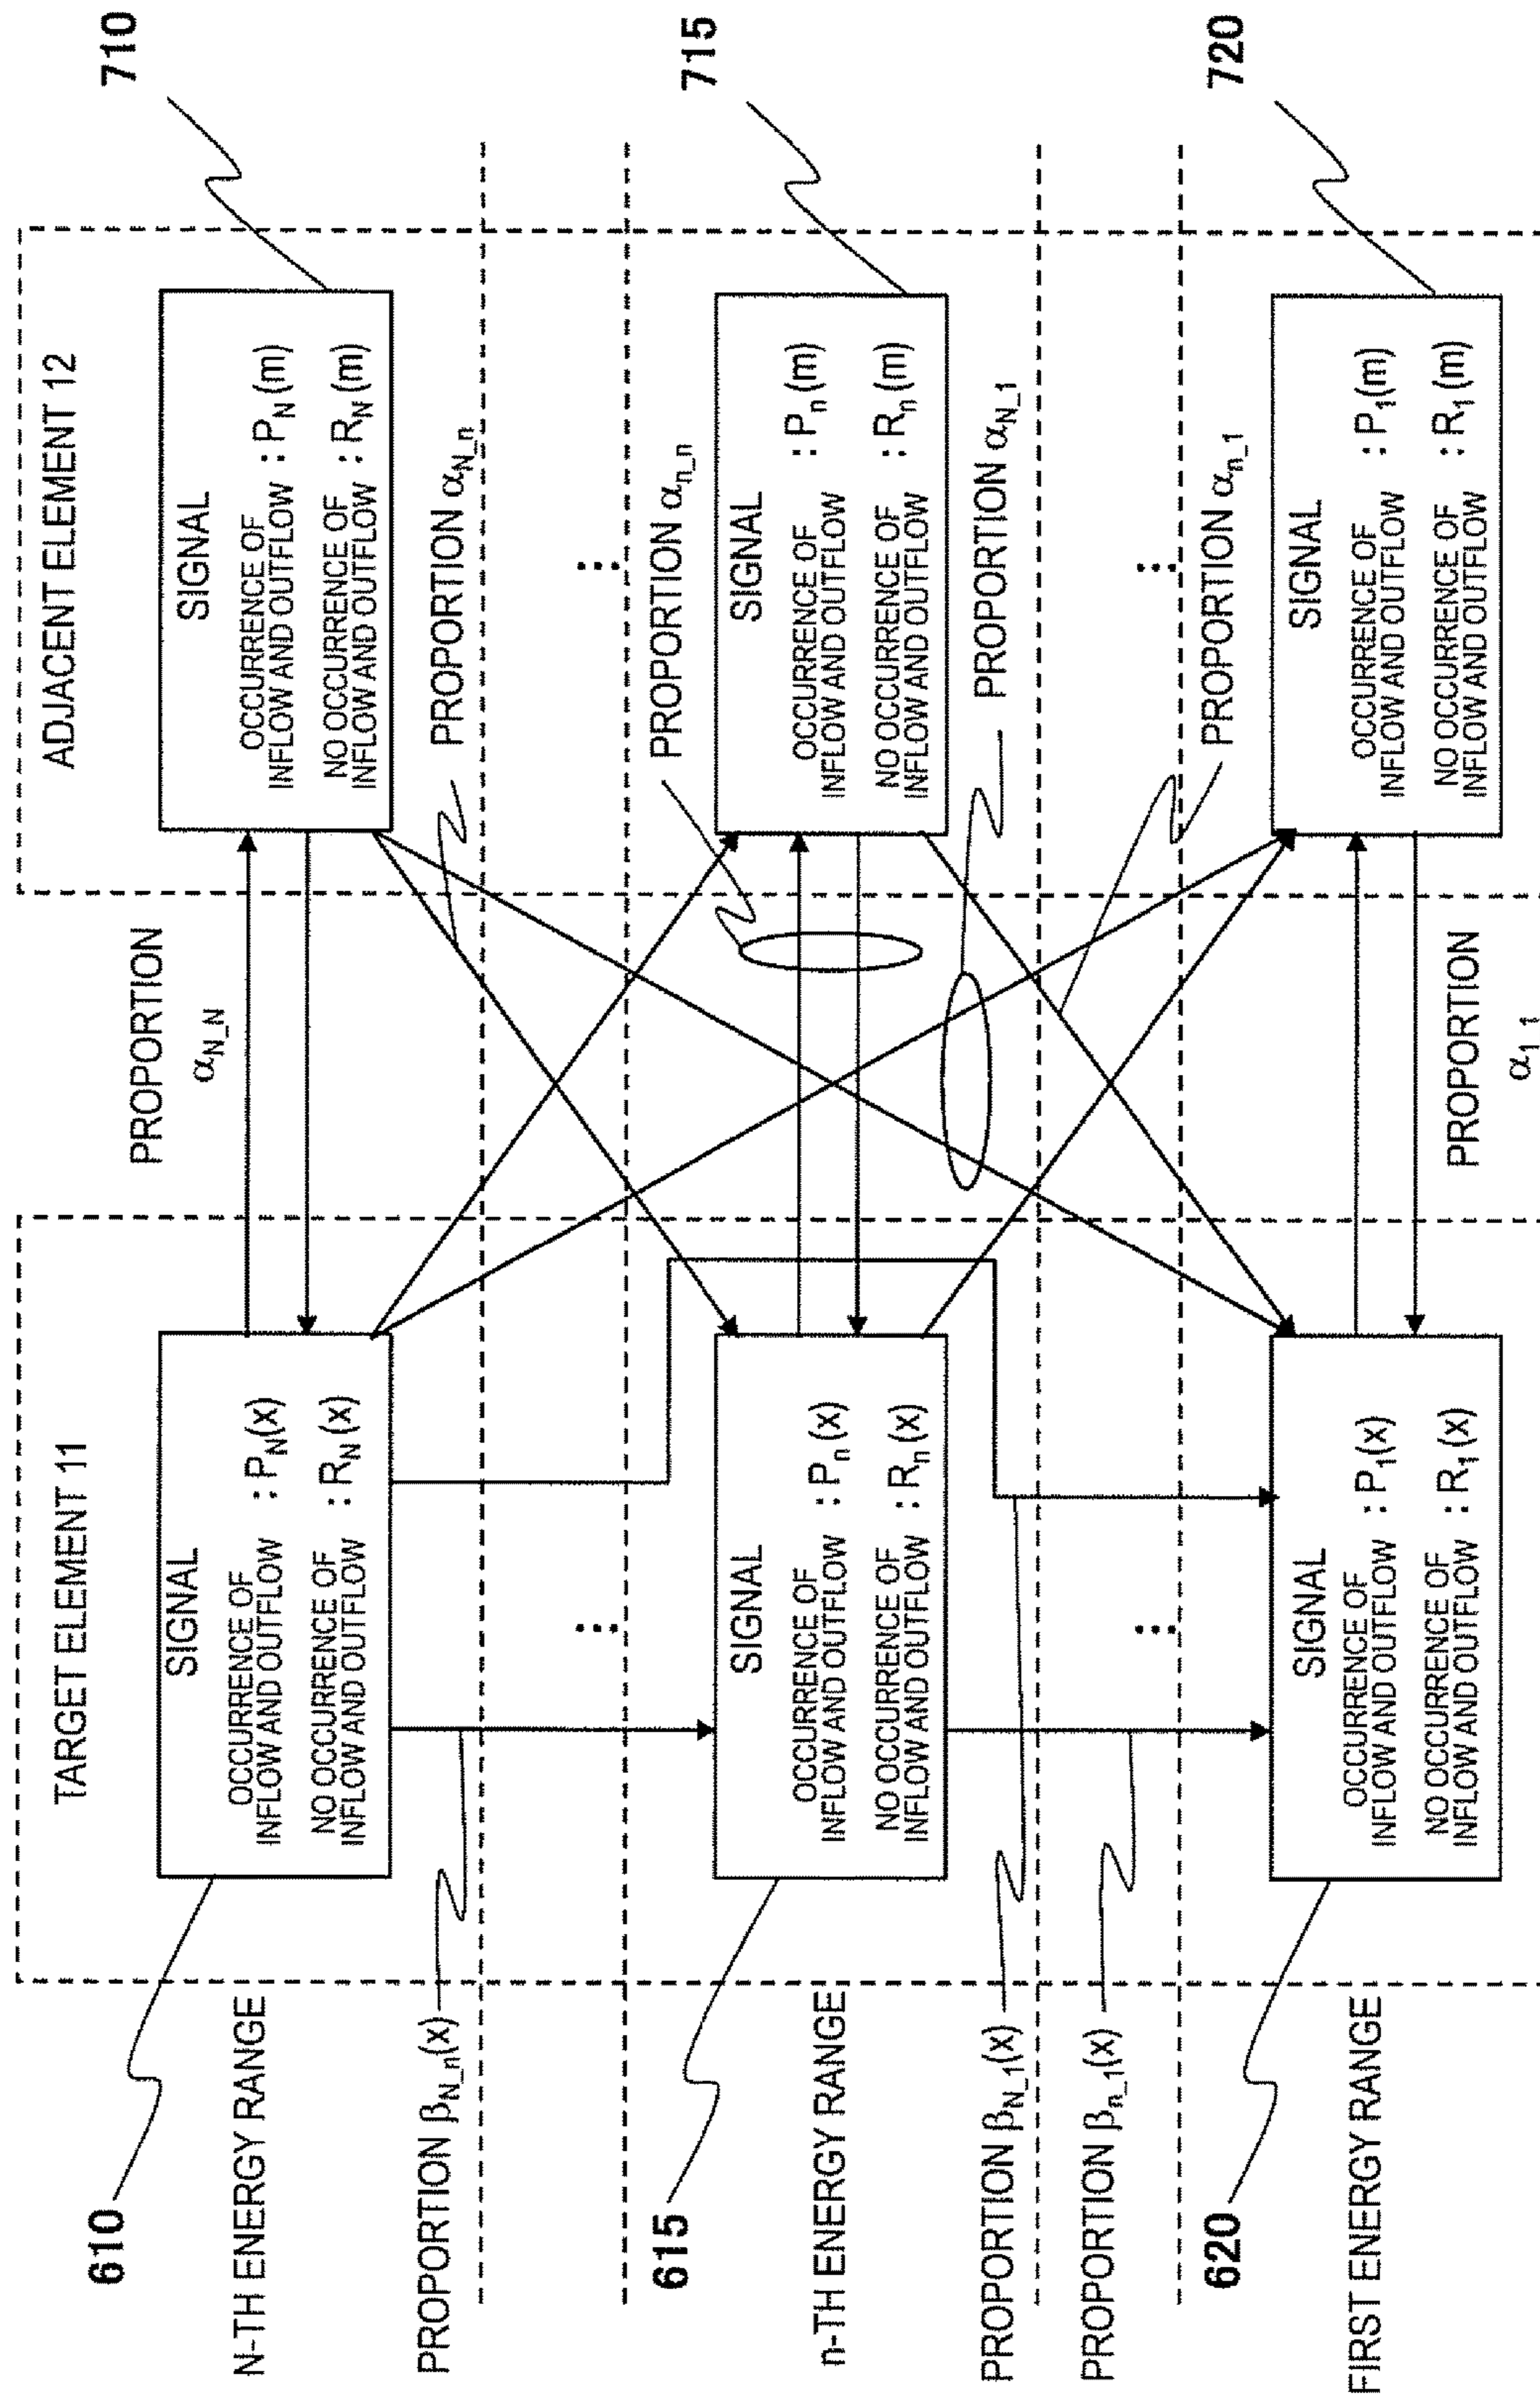 TARGET ELEMENT 11
ADJACENT ELEMENT 12
610
N-TH ENERGY RANGE
SIGNAL
OCCURRENCE OF
INFLOW AND OUTFLOW : P_N(x)
NO OCCURRENCE OF
INFLOW AND OUTFLOW : R_N(x)
PROPORTION
α_N_N
SIGNAL
OCCURRENCE OF
INFLOW AND OUTFLOW : P_N(m)
NO OCCURRENCE OF
INFLOW AND OUTFLOW : R_N(m)
710
PROPORTION β_N_n(x)
PROPORTION α_N_n
...
...
615
n-TH ENERGY RANGE
PROPORTION α_n_n
SIGNAL
OCCURRENCE OF
INFLOW AND OUTFLOW : P_n(x)
NO OCCURRENCE OF
INFLOW AND OUTFLOW : R_n(x)
SIGNAL
OCCURRENCE OF
INFLOW AND OUTFLOW : P_n(m)
NO OCCURRENCE OF
INFLOW AND OUTFLOW : R_n(m)
715
PROPORTION β_N_1(x)
PROPORTION α_N_1
PROPORTION β_n_1(x)
...
...
PROPORTION α_n_1
620
FIRST ENERGY RANGE
SIGNAL
OCCURRENCE OF
INFLOW AND OUTFLOW : P_1(x)
NO OCCURRENCE OF
INFLOW AND OUTFLOW : R_1(x)
PROPORTION
α_1_1
SIGNAL
OCCURRENCE OF
INFLOW AND OUTFLOW : P_1(m)
NO OCCURRENCE OF
INFLOW AND OUTFLOW : R_1(m)
720